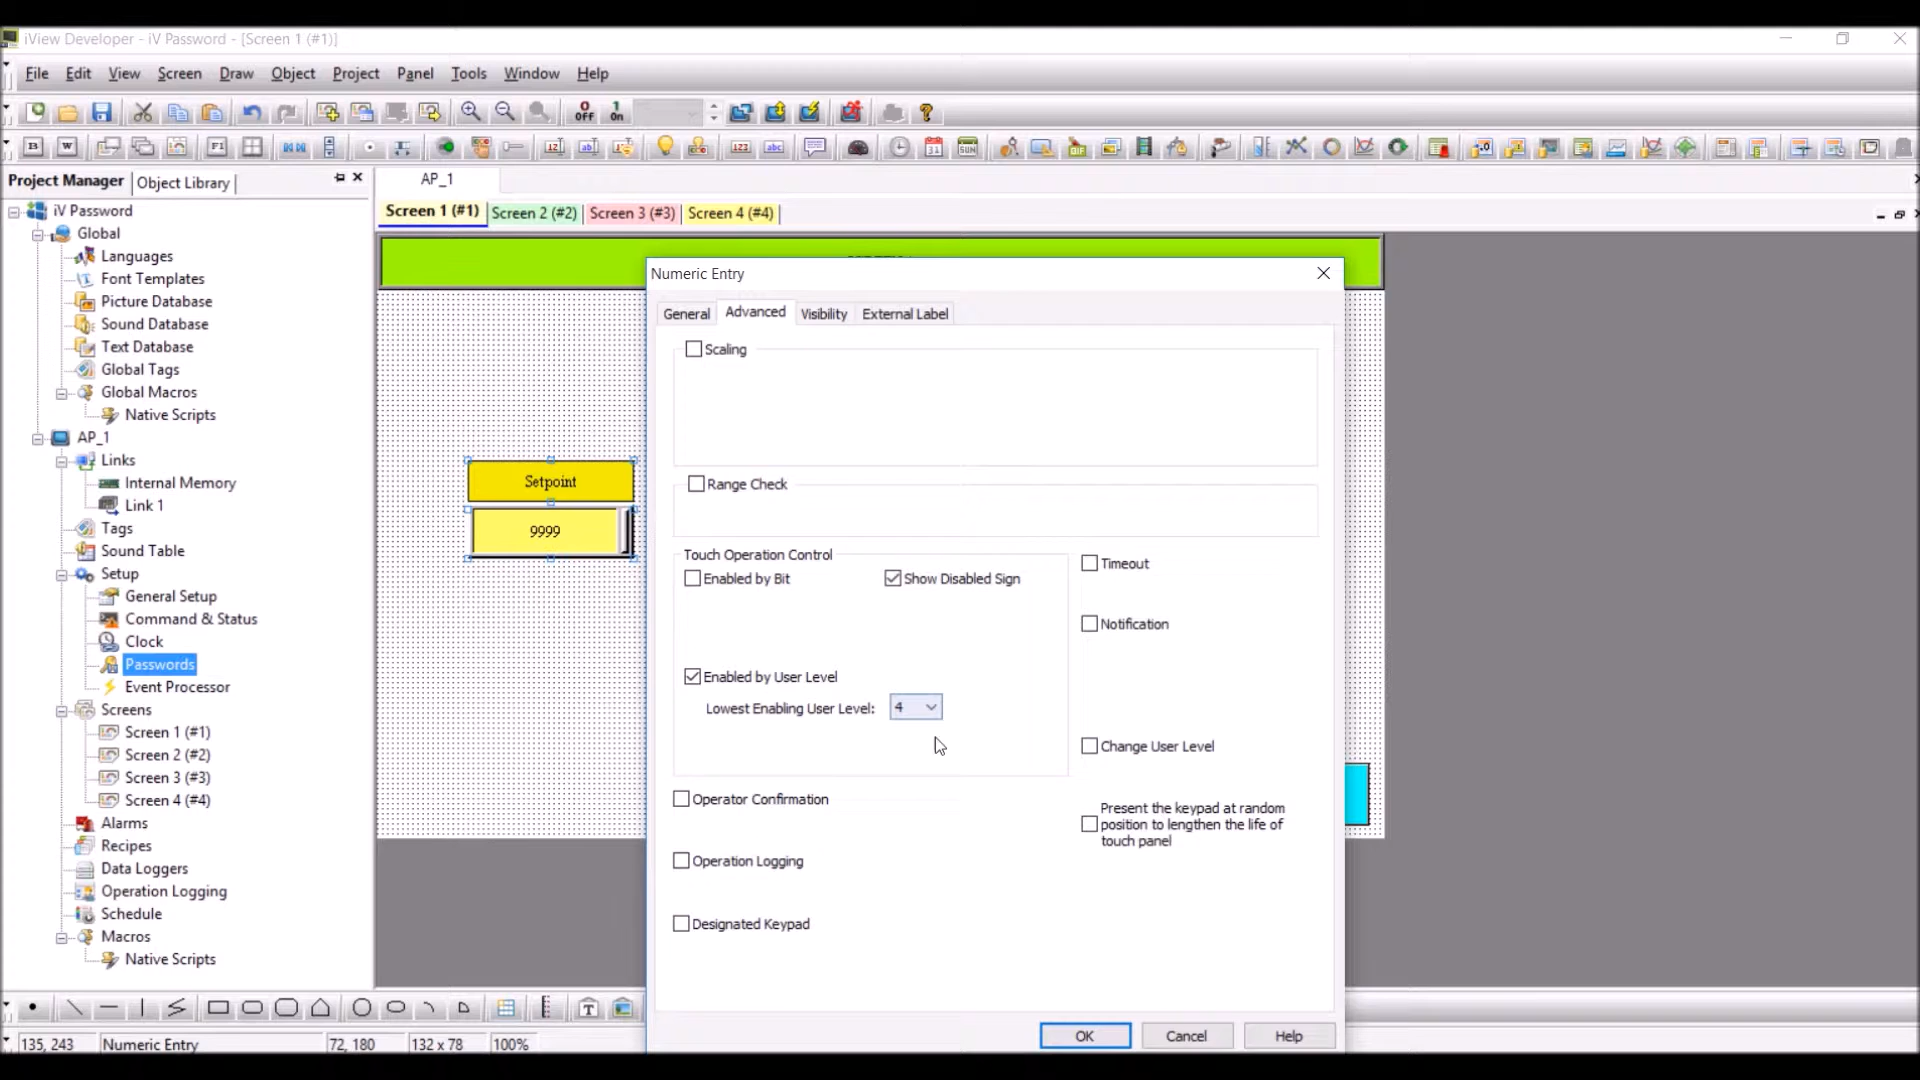 iView Developer - iV Password - [Screen 1 (#1)]
File Edit View Screen Draw Object Project Panel Tools Window Help
0 OFF 1 On
Project Manager Object Library
AP_1
Screen 1 (#1) Screen 2 (#2) Screen 3 (#3) Screen 4 (#4)
iV Password
Global
Languages
Font Templates
Picture Database
Sound Database
Text Database
Global Tags
Global Macros
Native Scripts
AP_1
Links
Internal Memory
Link 1
Tags
Sound Table
Setup
General Setup
Command & Status
Clock
Passwords
Event Processor
Screens
Screen 1 (#1)
Screen 2 (#2)
Screen 3 (#3)
Screen 4 (#4)
Alarms
Recipes
Data Loggers
Operation Logging
Schedule
Macros
Native Scripts
Setpoint
9999
Numeric Entry
General Advanced Visibility External Label
Scaling
Range Check
Touch Operation Control
Enabled by Bit Show Disabled Sign
Timeout
Notification
Enabled by User Level
Lowest Enabling User Level: 4
Change User Level
Operator Confirmation
Present the keypad at random
position to lengthen the life of
touch panel
Operation Logging
Designated Keypad
OK Cancel Help
135, 243 Numeric Entry 72, 180 132 x 78 100%